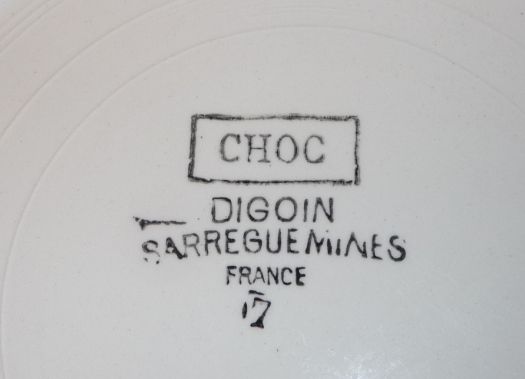 CHOC
DIGOIN
SARREGUEMINES
FRANCE
17